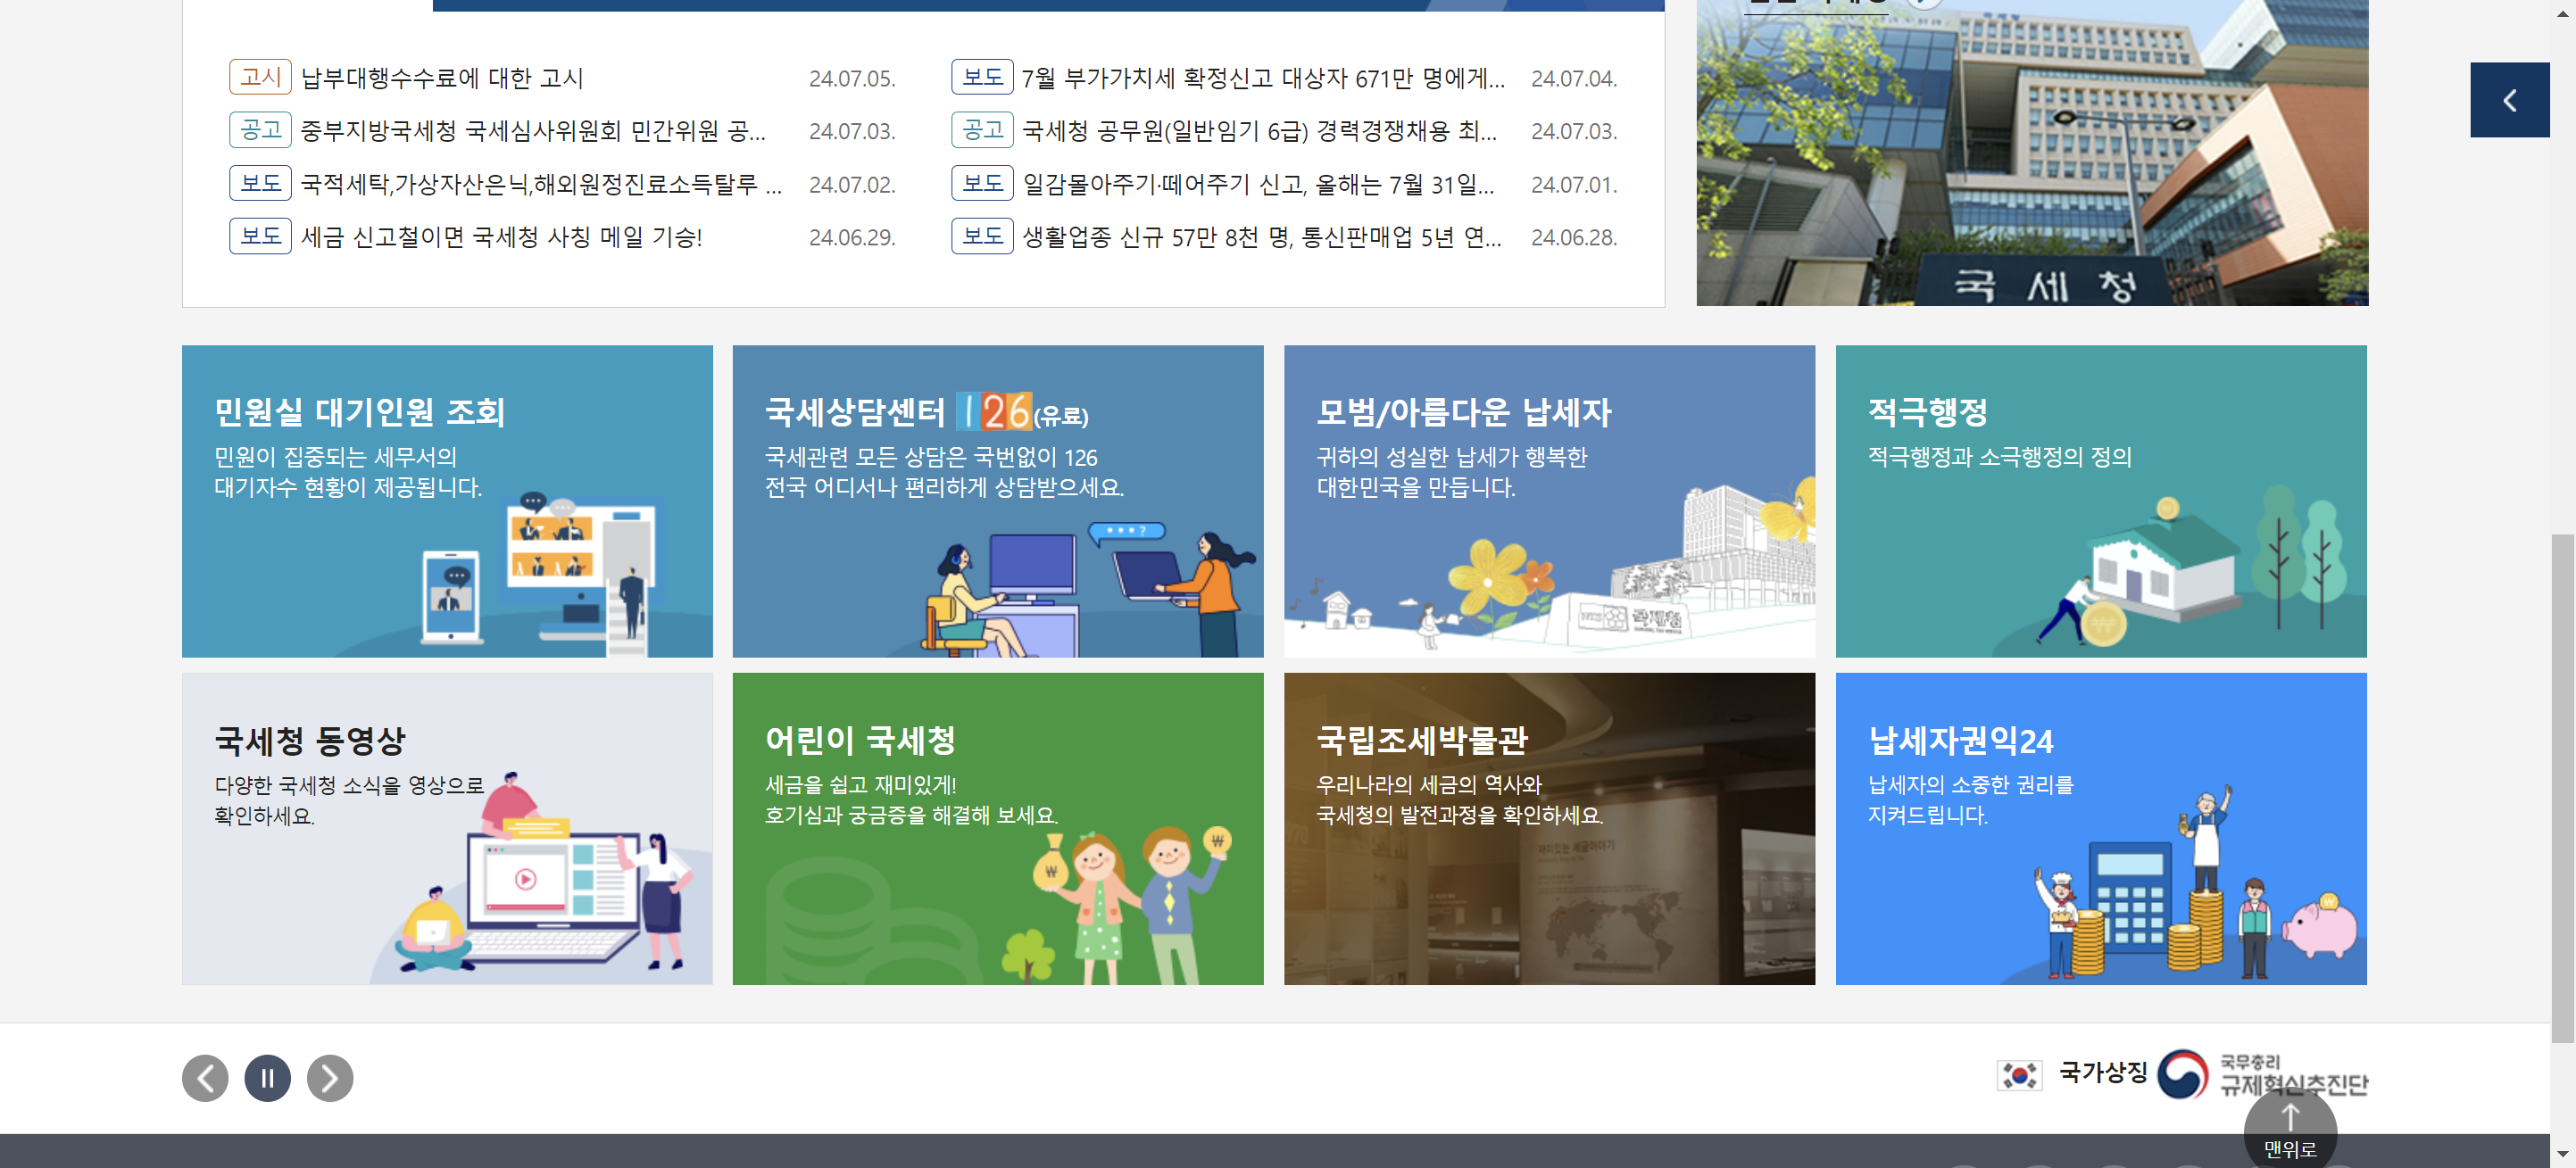 고시 납부대행수수료에 대한 고시 24.07.05.
보도 7월 부가가치세 확정신고 대상자 671만 명에게... 24.07.04.
공고 중부지방국세청 국세심사위원회 민간위원 공... 24.07.03.
공고 국세청 공무원(일반임기 6급) 경력경쟁채용 최... 24.07.03.
보도 국적세탁,가상자산은닉,해외원정진료소득탈루 ... 24.07.02.
보도 일감몰아주기·떼어주기 신고, 올해는 7월 31일... 24.07.01.
보도 세금 신고철이면 국세청 사칭 메일 기승! 24.06.29.
보도 생활업종 신규 57만 8천 명, 통신판매업 5년 연... 24.06.28.
국세청
민원실 대기인원 조회
민원이 집중되는 세무서의
대기자수 현황이 제공됩니다.
국세상담센터 126(유료)
국세관련 모든 상담은 국번없이 126
전국 어디서나 편리하게 상담받으세요.
모범/아름다운 납세자
귀하의 성실한 납세가 행복한
대한민국을 만듭니다.
국세청
적극행정
적극행정과 소극행정의 정의
국세청 동영상
다양한 국세청 소식을 영상으로
확인하세요.
어린이 국세청
세금을 쉽고 재미있게!
호기심과 궁금증을 해결해 보세요.
국립조세박물관
우리나라의 세금의 역사와
국세청의 발전과정을 확인하세요.
재미있는 세금이야기
납세자권익24
납세자의 소중한 권리를
지켜드립니다.
국가상징
국무총리
규제혁신추진단
맨위로